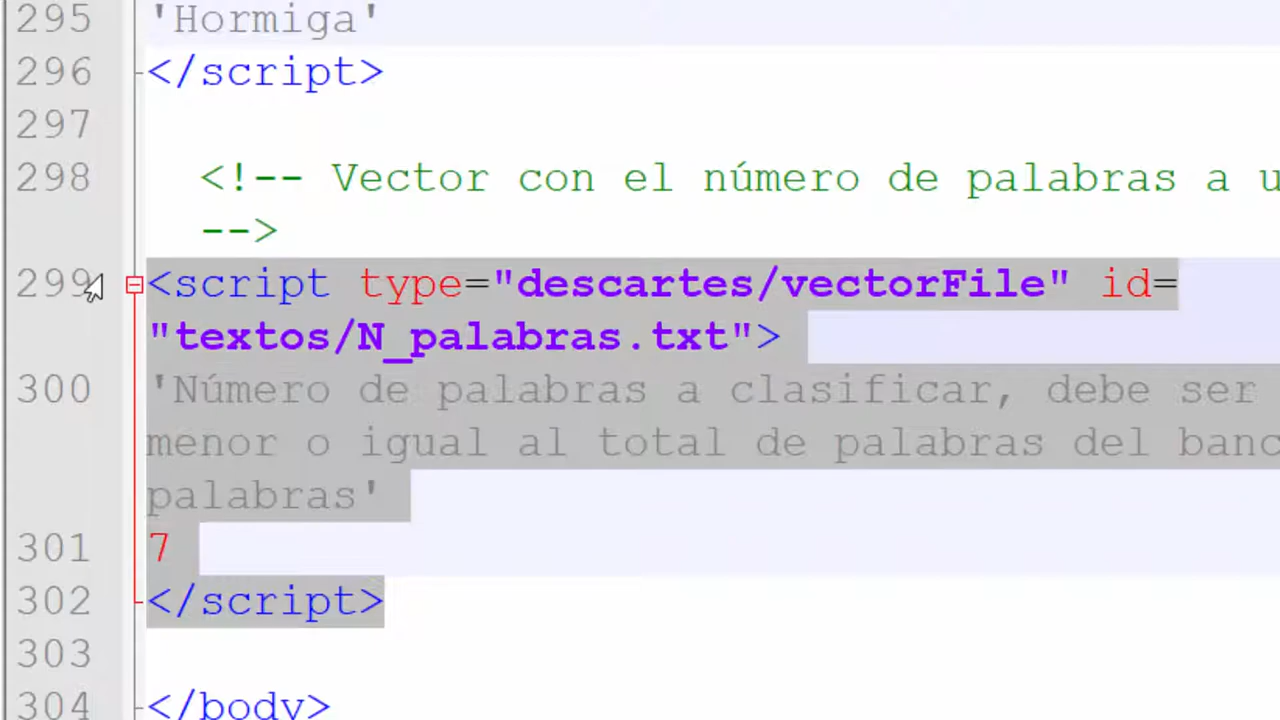 295 'Hormiga'
296 </script>
297
298 <!-- Vector con el número de palabras a u
-->
299 <script type="descartes/vectorFile" id=
"textos/N_palabras.txt">
300 'Número de palabras a clasificar, debe ser
menor o igual al total de palabras del banc
palabras'
301 7
302 </script>
303
304 </body>